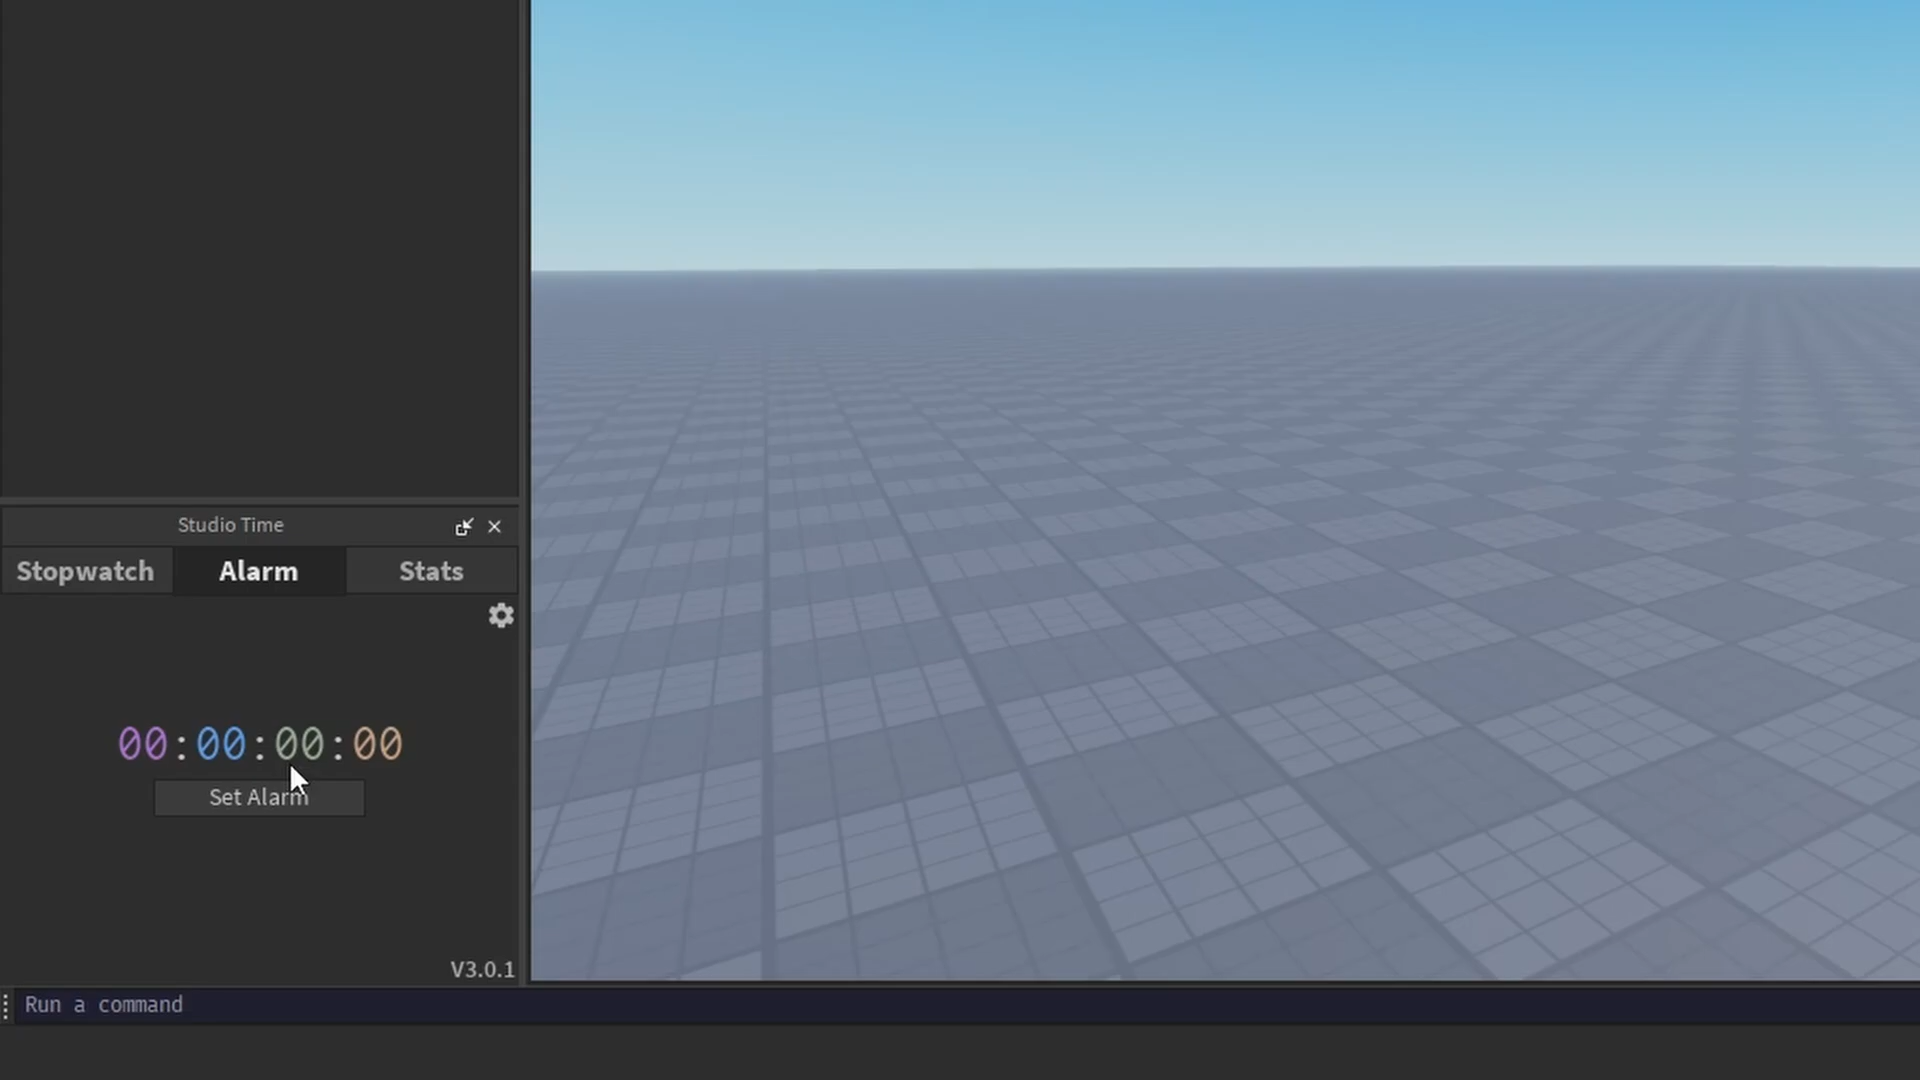 Studio Time
Stopwatch Alarm Stats
00:00:00:00
Set Alarm
V3.0.1
Run a command